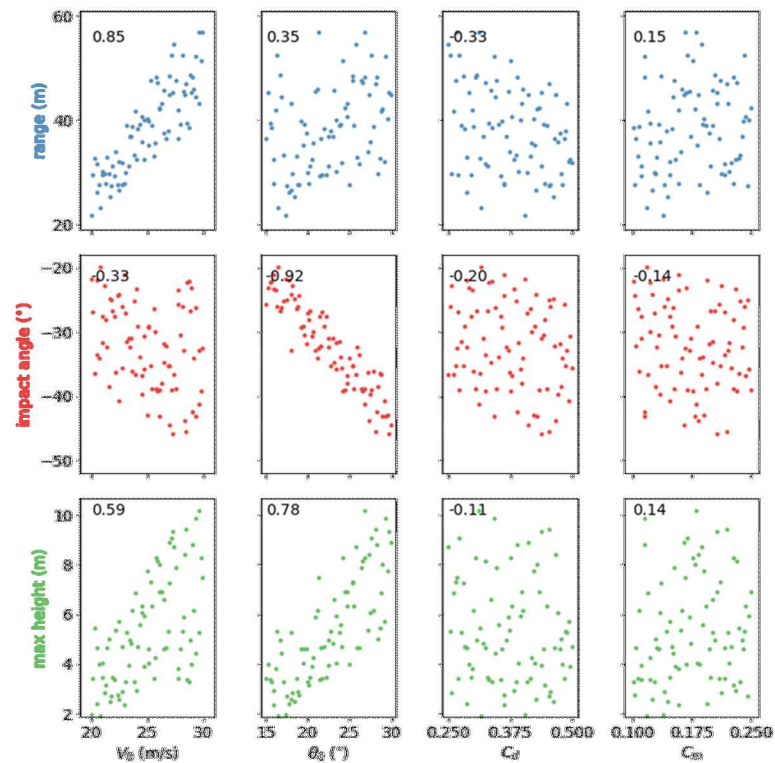 60
0.85
0.35
-0.33
0.15
range (m)
40
20
−20
-0.33
-0.92
-0.20
-0.14
impact angle (°)
−30
−40
−50
10
0.59
0.78
-0.11
0.14
max height (m)
8
6
4
2
20 25 30
15 20 25 30
0.250 0.375 0.500
0.100 0.175 0.250
V₀ (m/s)
θ₀ (°)
C_d
C_m